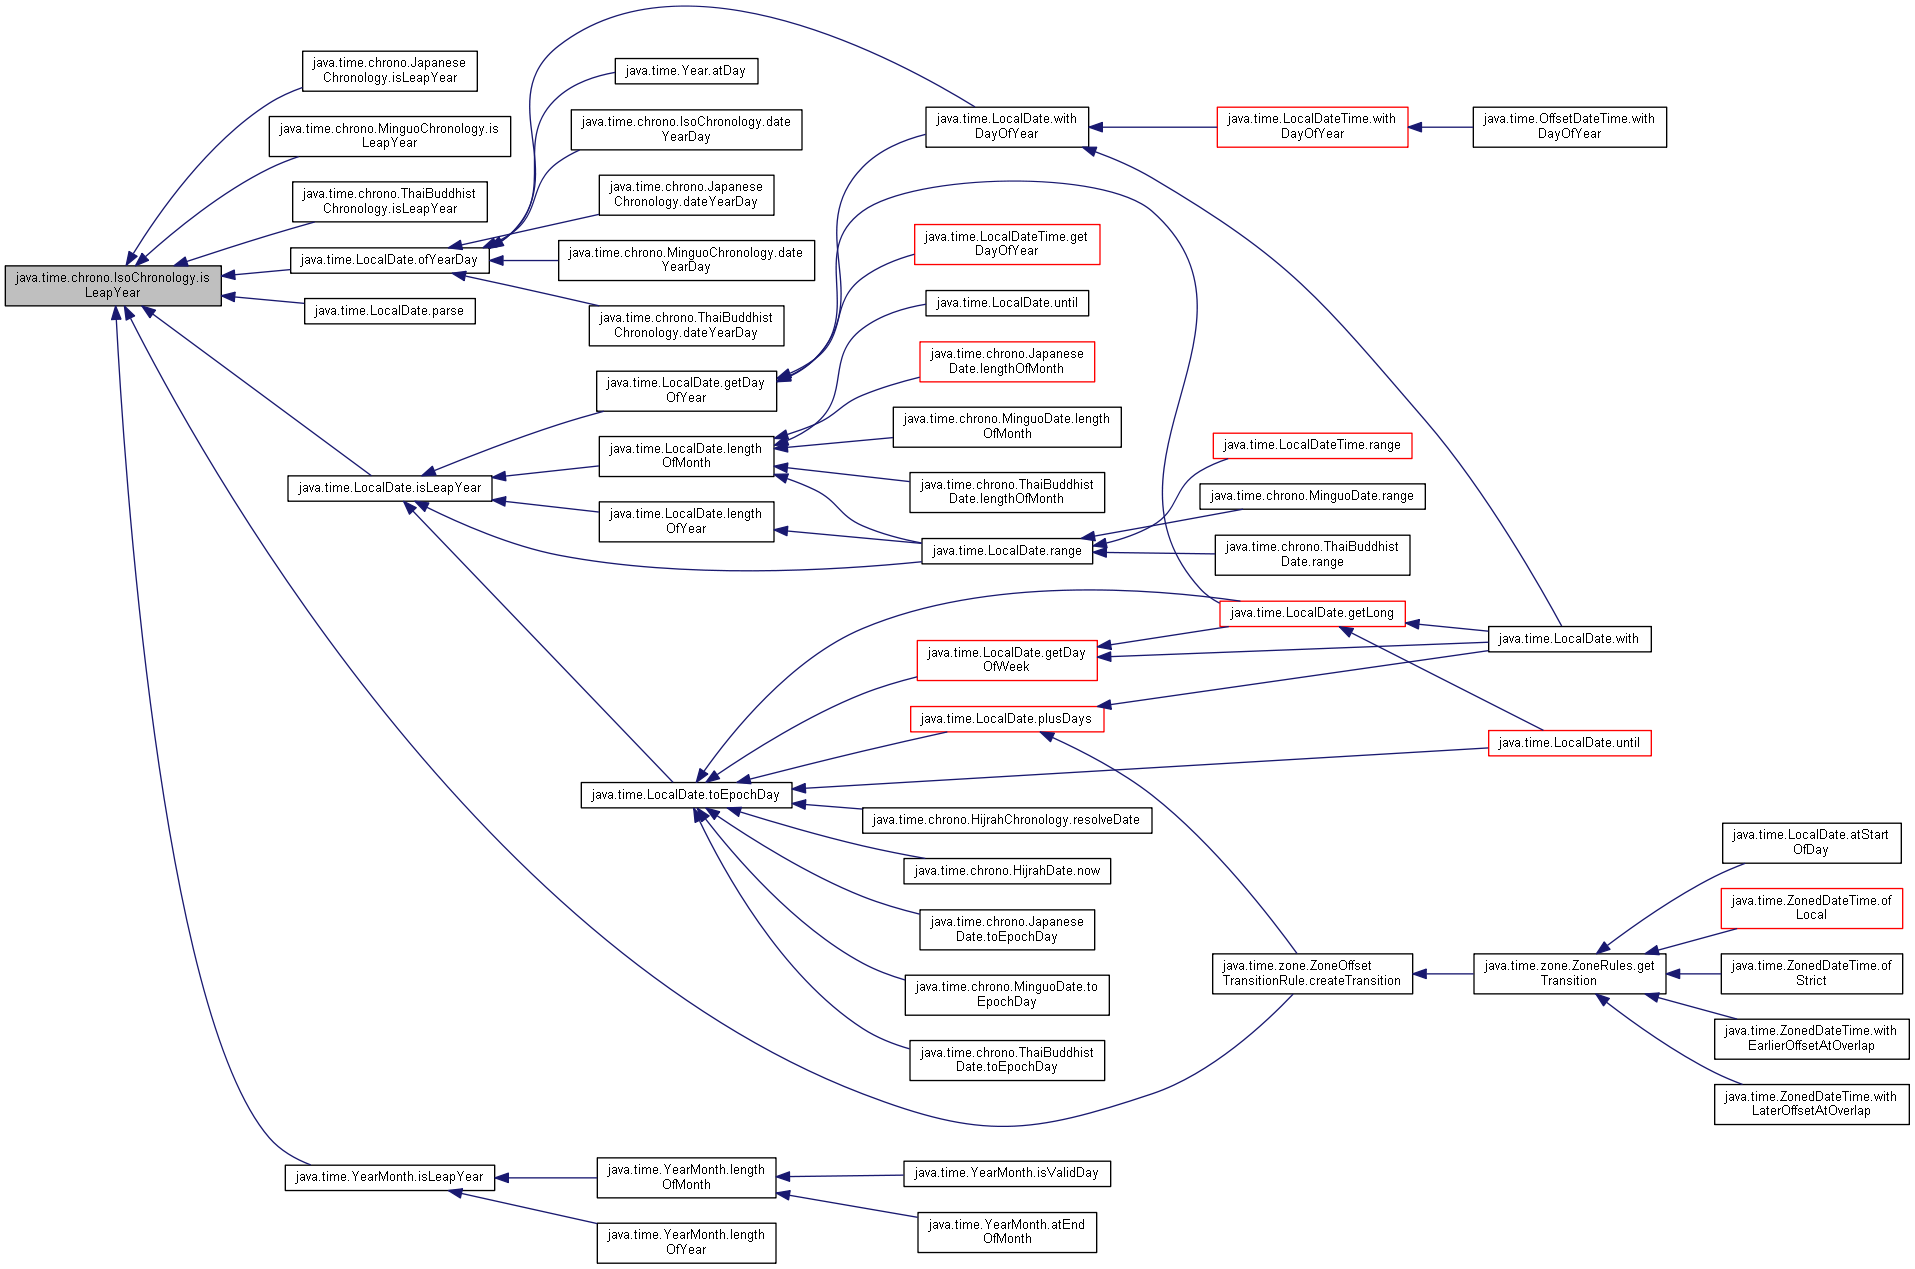 java.time.chrono.IsoChronology.is
LeapYear
java.time.chrono.Japanese
Chronology.isLeapYear
java.time.chrono.MinguoChronology.is
LeapYear
java.time.chrono.ThaiBuddhist
Chronology.isLeapYear
java.time.LocalDate.ofYearDay
java.time.LocalDate.parse
java.time.LocalDate.isLeapYear
java.time.YearMonth.isLeapYear
java.time.Year.atDay
java.time.chrono.IsoChronology.date
YearDay
java.time.chrono.Japanese
Chronology.dateYearDay
java.time.chrono.MinguoChronology.date
YearDay
java.time.chrono.ThaiBuddhist
Chronology.dateYearDay
java.time.LocalDate.getDay
OfYear
java.time.LocalDate.length
OfMonth
java.time.LocalDate.length
OfYear
java.time.LocalDate.toEpochDay
java.time.YearMonth.length
OfMonth
java.time.YearMonth.length
OfYear
java.time.LocalDate.with
DayOfYear
java.time.LocalDateTime.get
DayOfYear
java.time.LocalDate.until
java.time.chrono.Japanese
Date.lengthOfMonth
java.time.chrono.MinguoDate.length
OfMonth
java.time.chrono.ThaiBuddhist
Date.lengthOfMonth
java.time.LocalDate.range
java.time.LocalDate.getDay
OfWeek
java.time.LocalDate.plusDays
java.time.chrono.HijrahChronology.resolveDate
java.time.chrono.HijrahDate.now
java.time.chrono.Japanese
Date.toEpochDay
java.time.chrono.MinguoDate.to
EpochDay
java.time.chrono.ThaiBuddhist
Date.toEpochDay
java.time.YearMonth.isValidDay
java.time.YearMonth.atEnd
OfMonth
java.time.LocalDateTime.with
DayOfYear
java.time.LocalDateTime.range
java.time.chrono.MinguoDate.range
java.time.chrono.ThaiBuddhist
Date.range
java.time.LocalDate.getLong
java.time.zone.ZoneOffset
TransitionRule.createTransition
java.time.OffsetDateTime.with
DayOfYear
java.time.LocalDate.with
java.time.LocalDate.until
java.time.zone.ZoneRules.get
Transition
java.time.LocalDate.atStart
OfDay
java.time.ZonedDateTime.of
Local
java.time.ZonedDateTime.of
Strict
java.time.ZonedDateTime.with
EarlierOffsetAtOverlap
java.time.ZonedDateTime.with
LaterOffsetAtOverlap